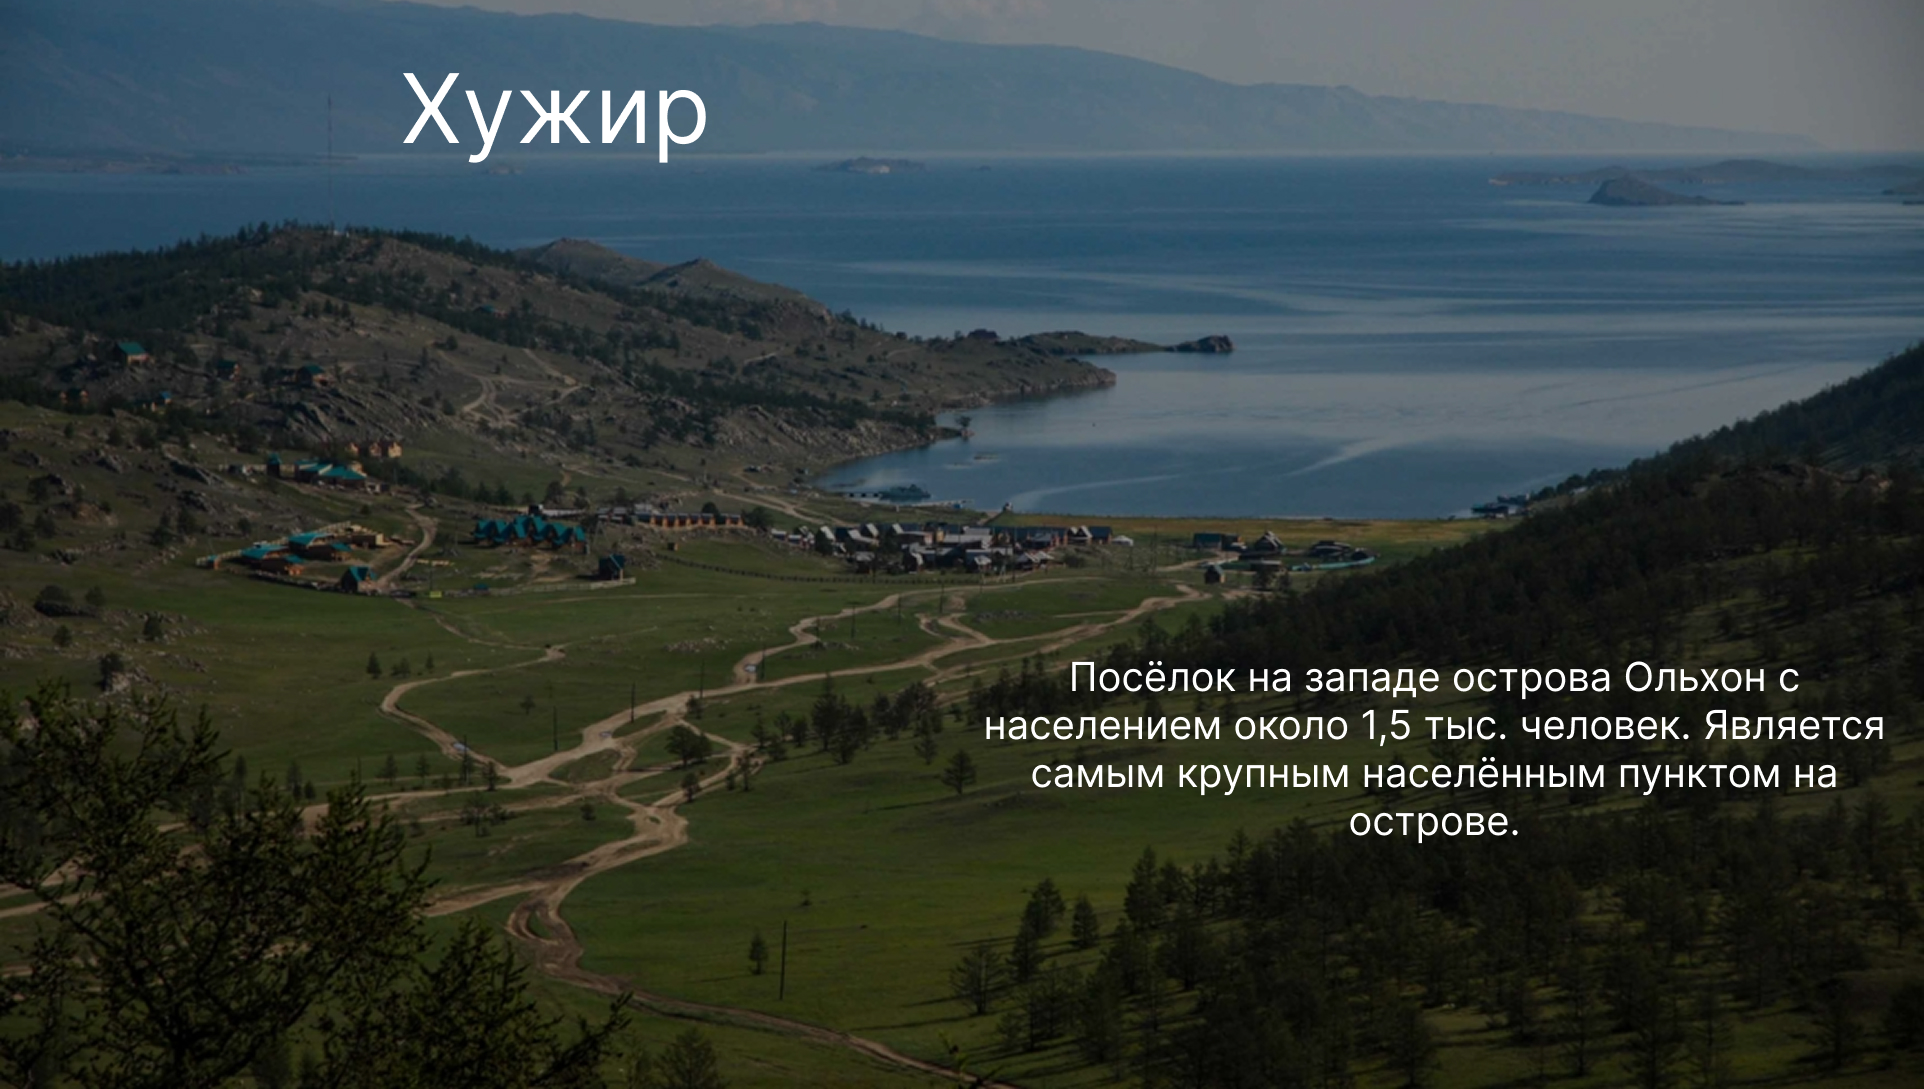 Хужир
Посёлок на западе острова Ольхон с
населением около 1,5 тыс. человек. Является
самым крупным населённым пунктом на
острове.